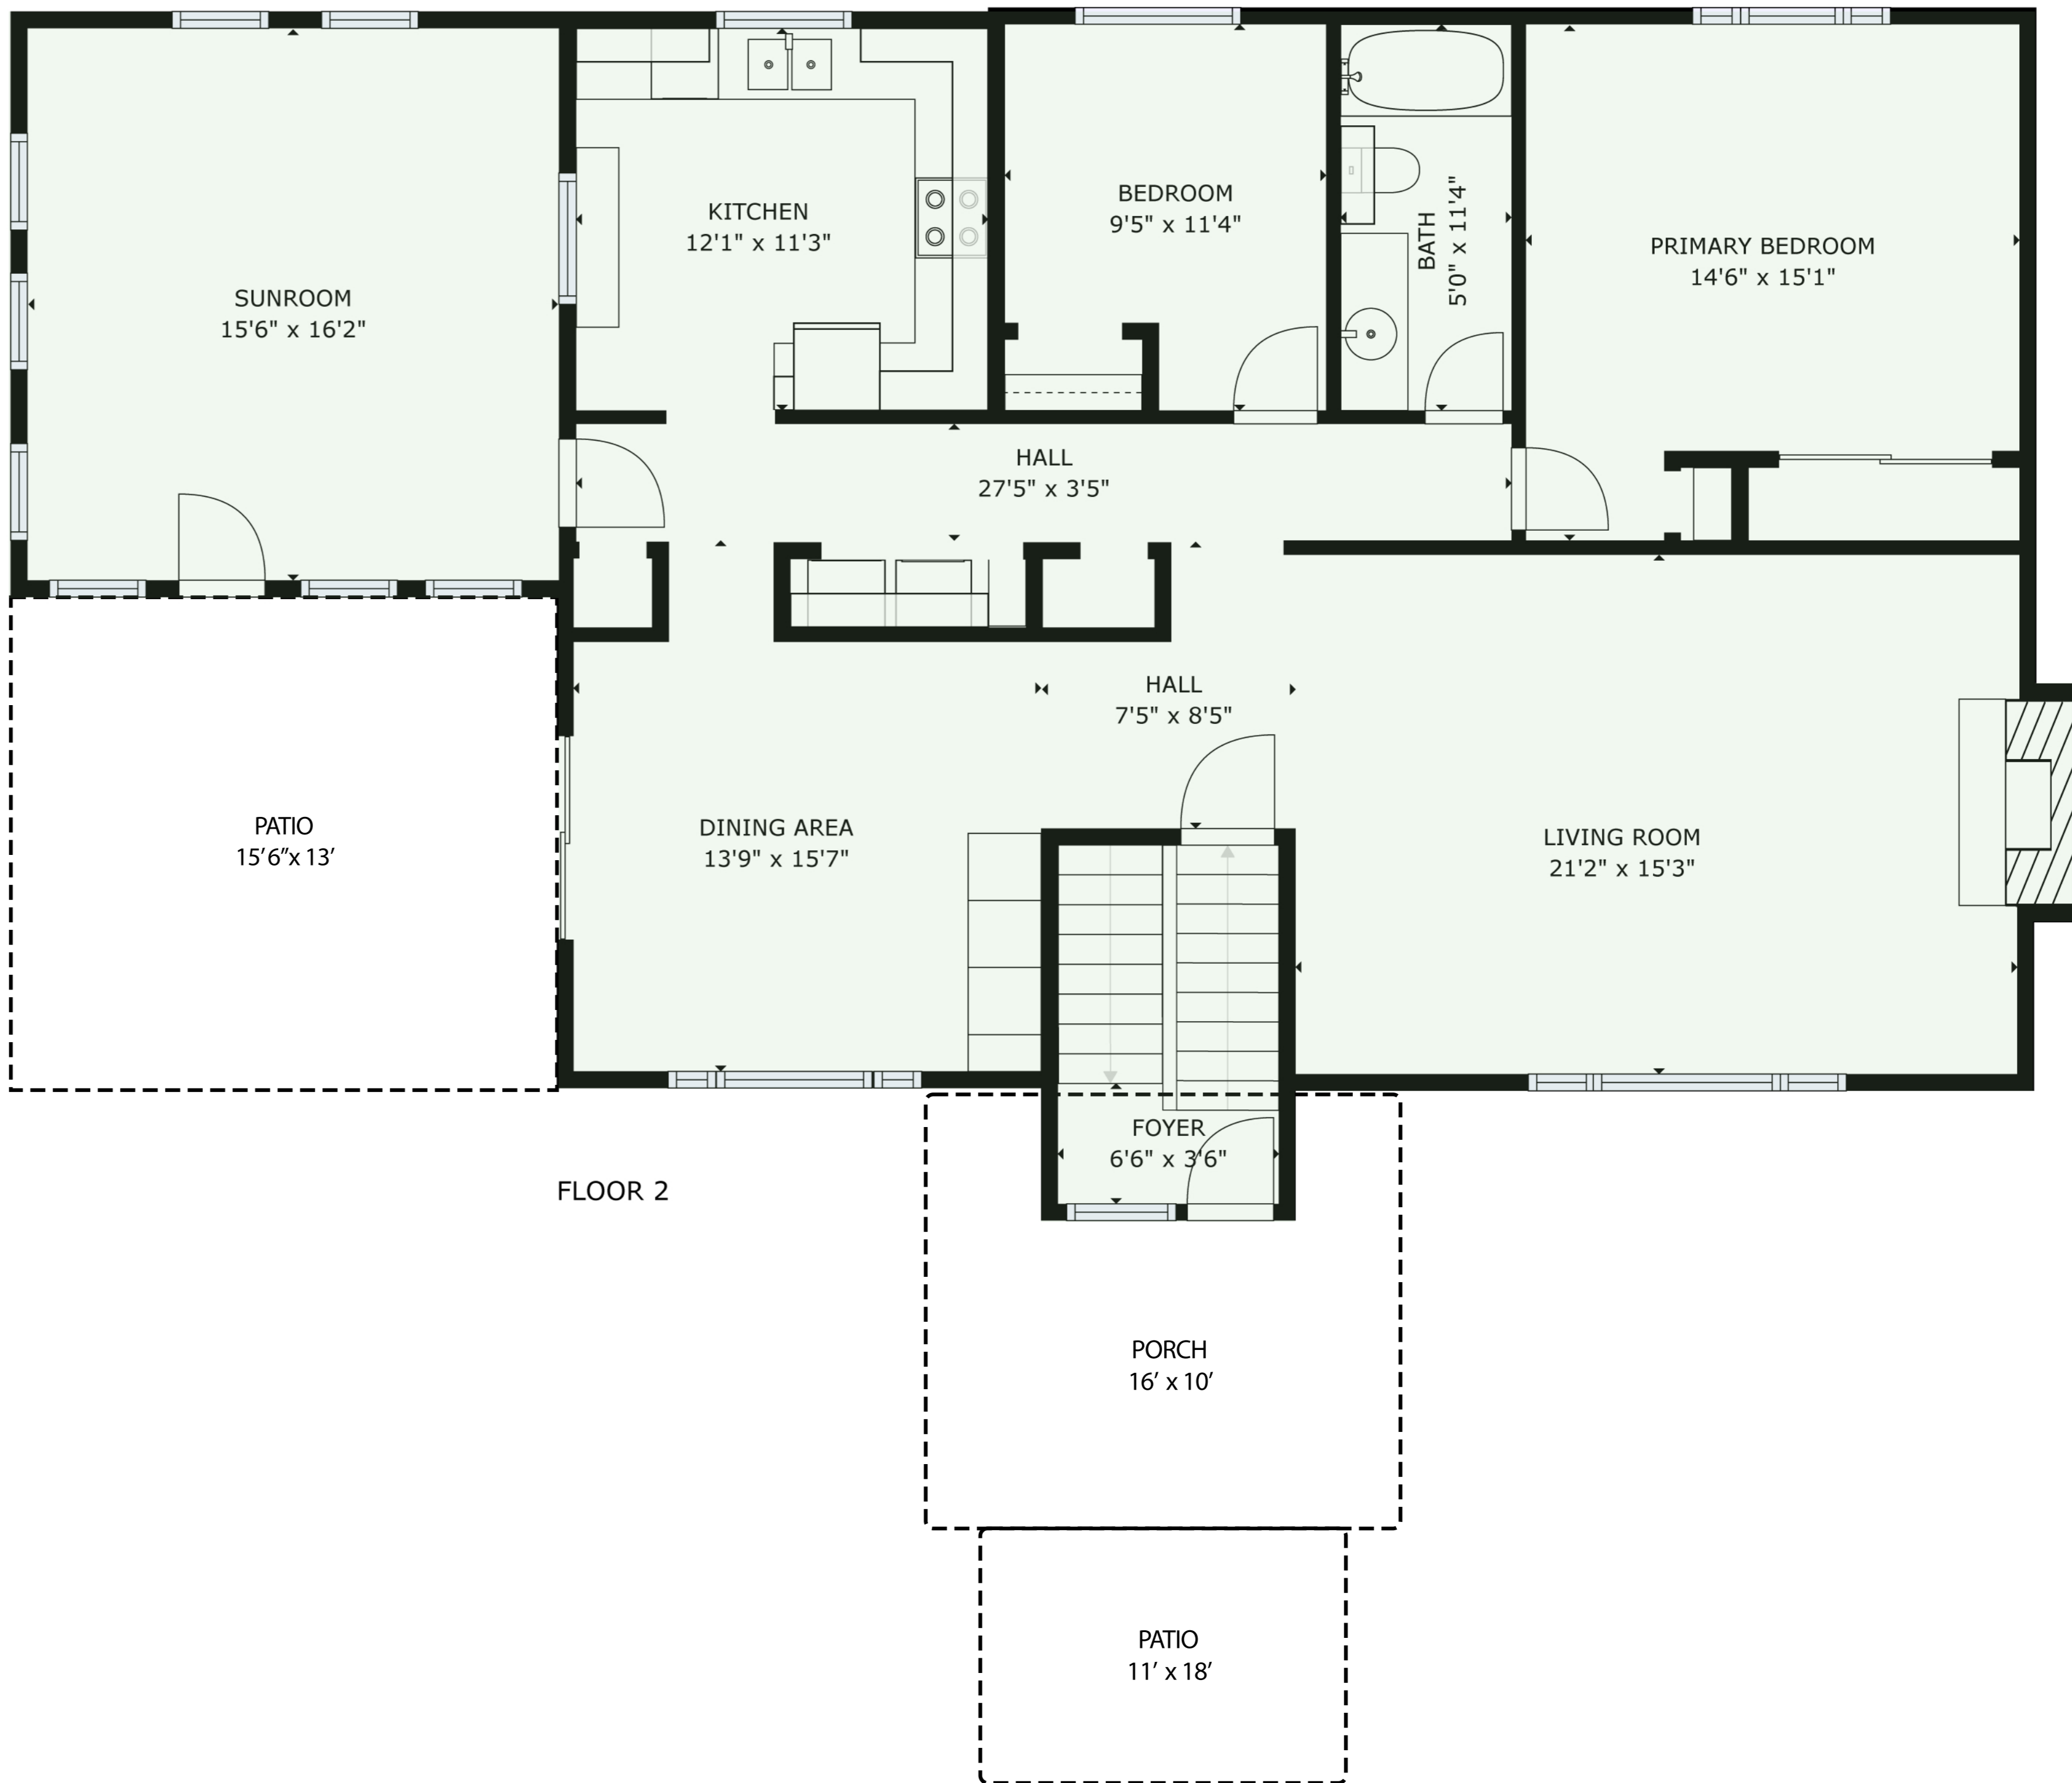 KITCHEN
12'1" x 11'3"
BEDROOM
9'5" x 11'4"
BATH
5'0" x 11'4"
PRIMARY BEDROOM
14'6" x 15'1"
SUNROOM
15'6" x 16'2"
HALL
27'5" x 3'5"
HALL
7'5" x 8'5"
PATIO
15’6”x 13’
DINING AREA
13'9" x 15'7"
LIVING ROOM
21'2" x 15'3"
FOYER
6'6" x 3'6"
FLOOR 2
PORCH
16’ x 10’
PATIO
11’ x 18’